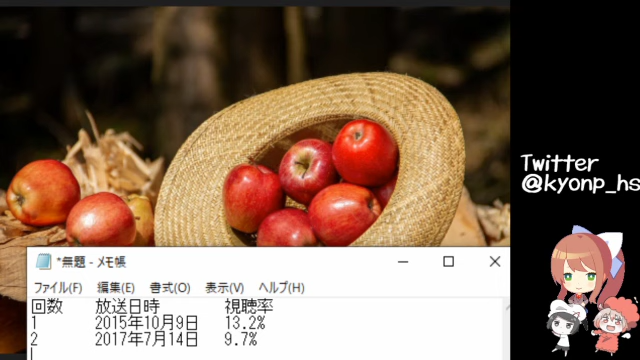 Twitter
@kyonp_hs
*無題 - メモ帳
ファイル(F) 編集(E) 書式(O) 表示(V) ヘルプ(H)
回数 放送日時 視聴率
1 2015年10月9日 13.2%
2 2017年7月14日 9.7%